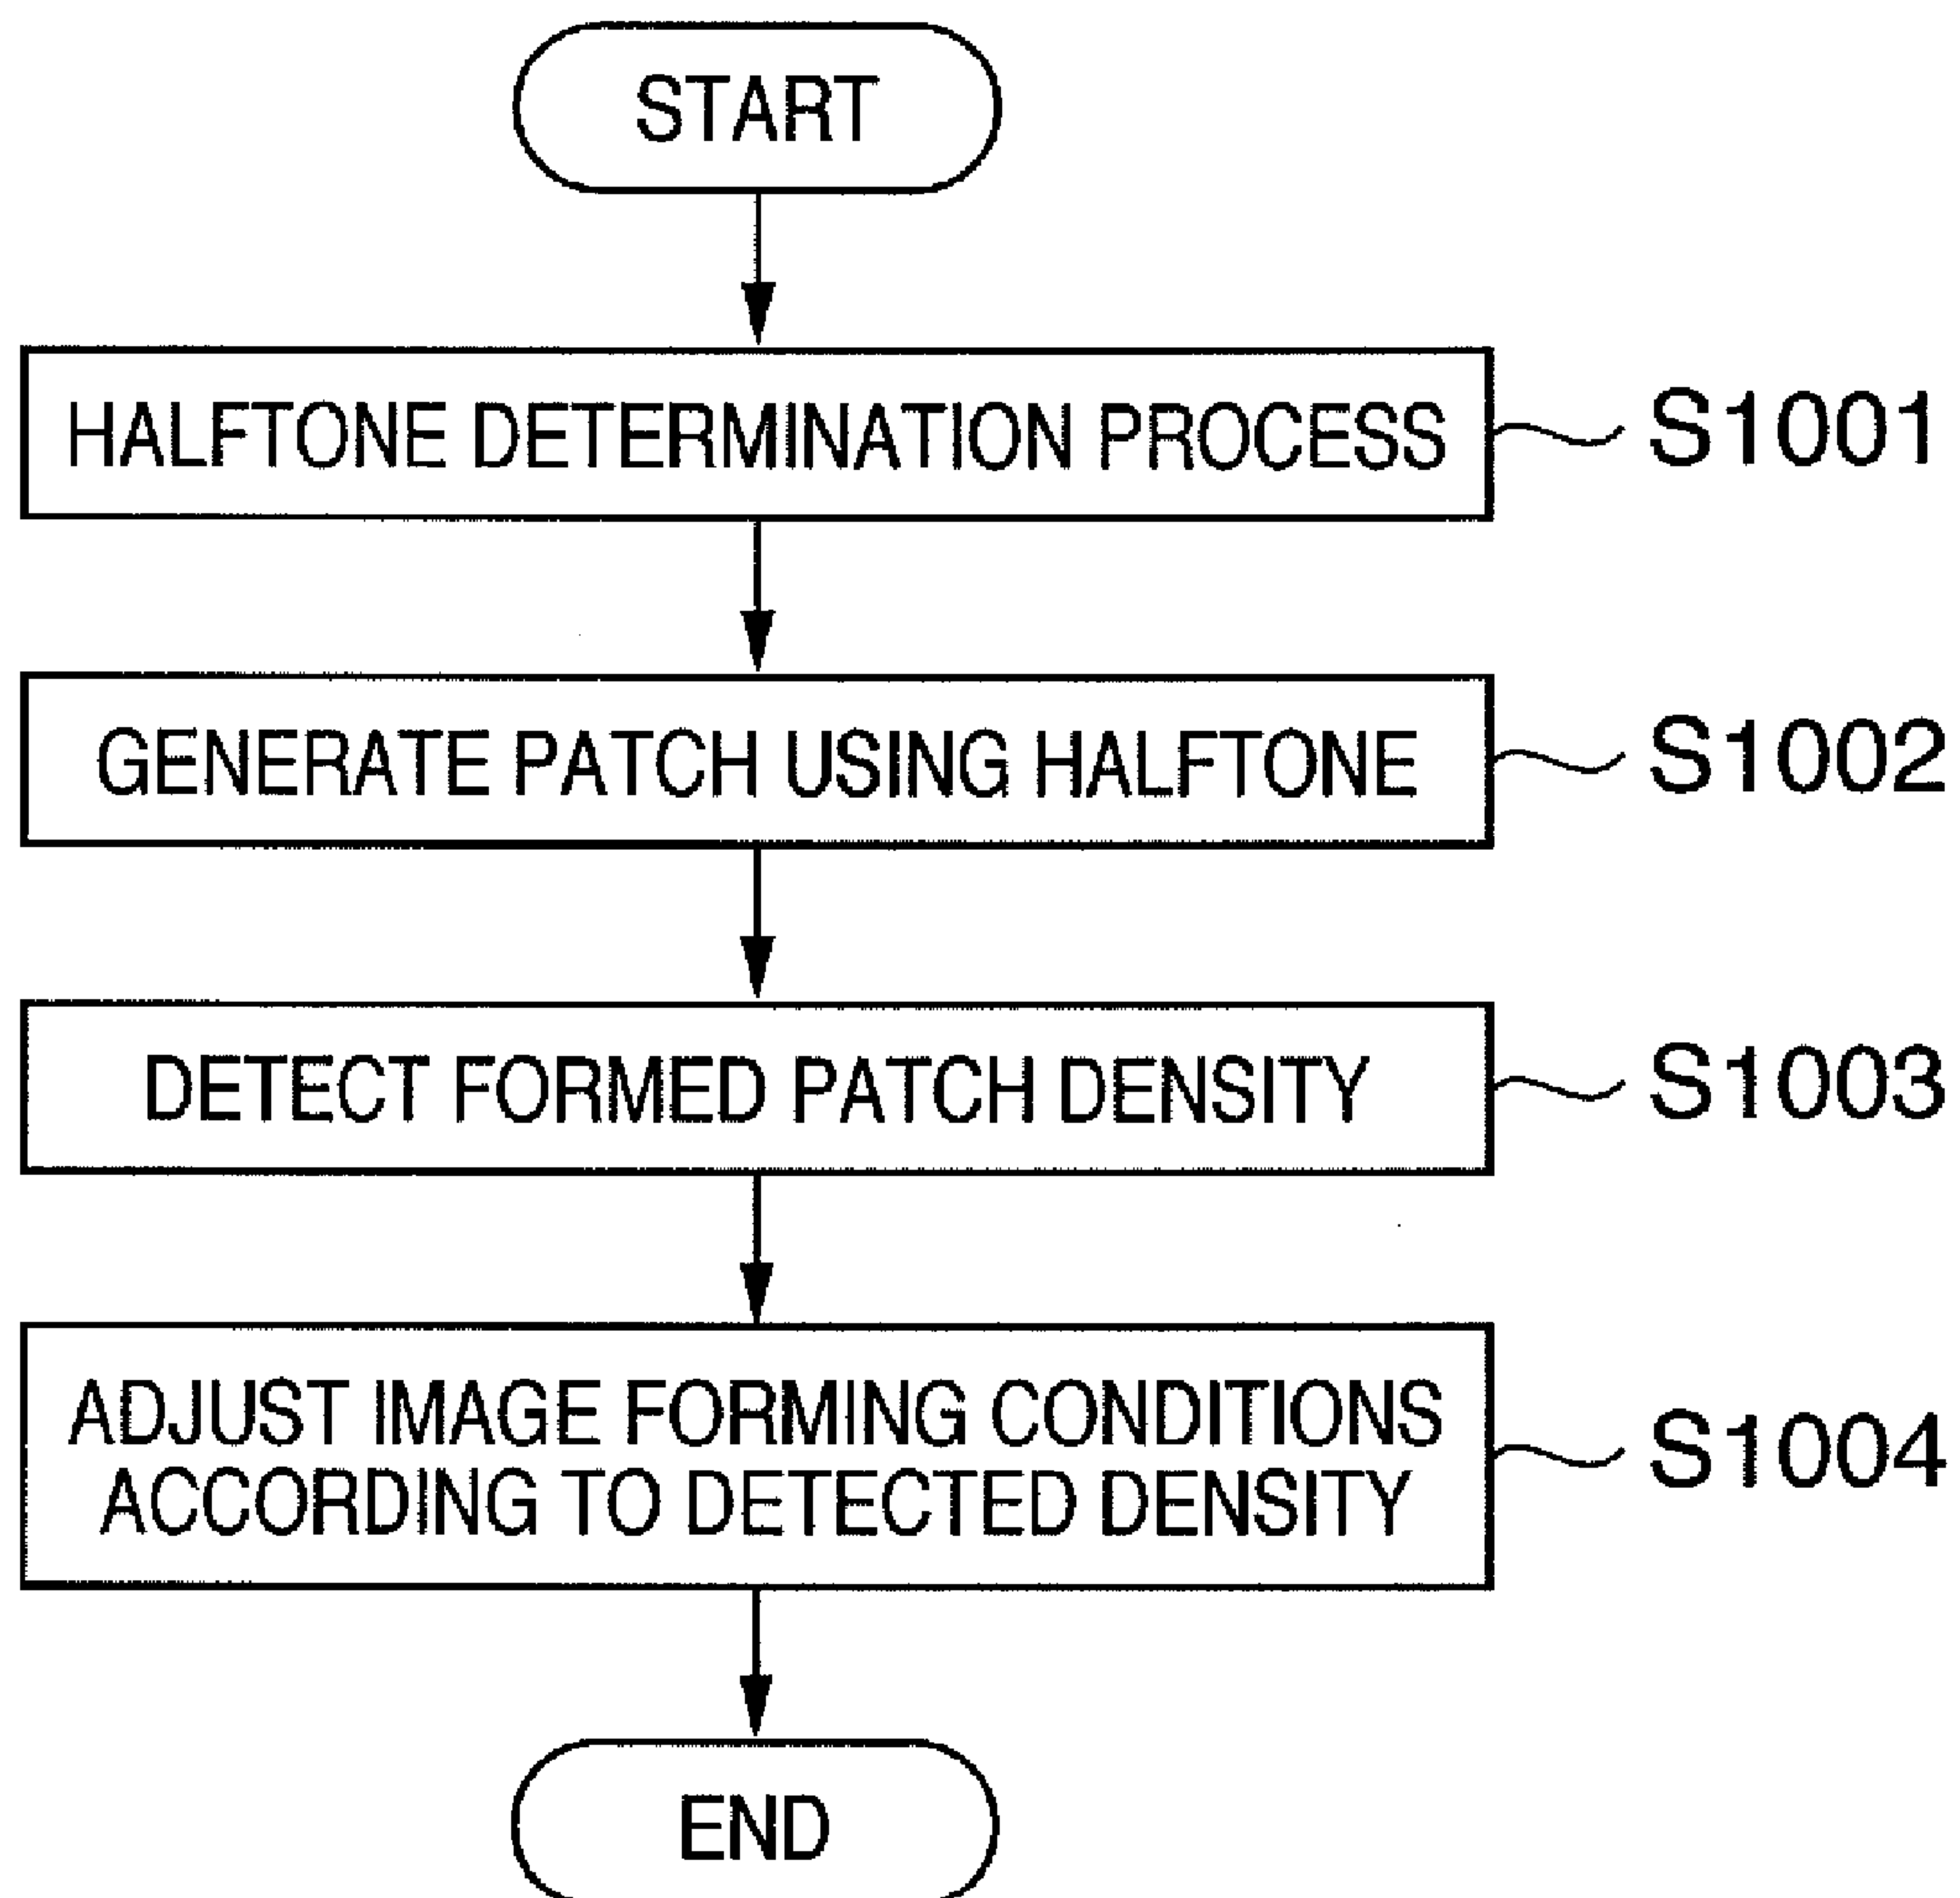 START
HALFTONE DETERMINATION PROCESS
S1001
GENERATE PATCH USING HALFTONE
S1002
DETECT FORMED PATCH DENSITY
S1003
ADJUST IMAGE FORMING CONDITIONS
ACCORDING TO DETECTED DENSITY
S1004
END